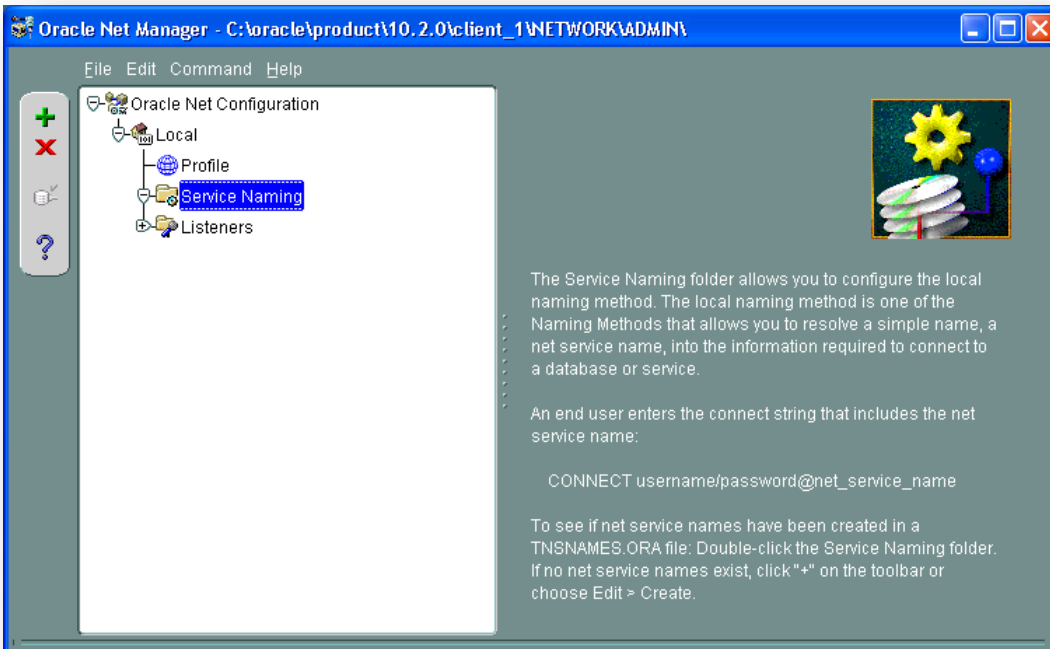 Oracle Net Manager - C:\oracle\product\10.2.0\client_1\NETWORK\ADMIN\
File Edit Command Help
Oracle Net Configuration
Local
Profile
Service Naming
Listeners
The Service Naming folder allows you to configure the local
naming method. The local naming method is one of the
Naming Methods that allows you to resolve a simple name, a
net service name, into the information required to connect to
a database or service.
An end user enters the connect string that includes the net
service name:
CONNECT username/password@net_service_name
To see if net service names have been created in a
TNSNAMES.ORA file: Double-click the Service Naming folder.
If no net service names exist, click "+" on the toolbar or
choose Edit > Create.